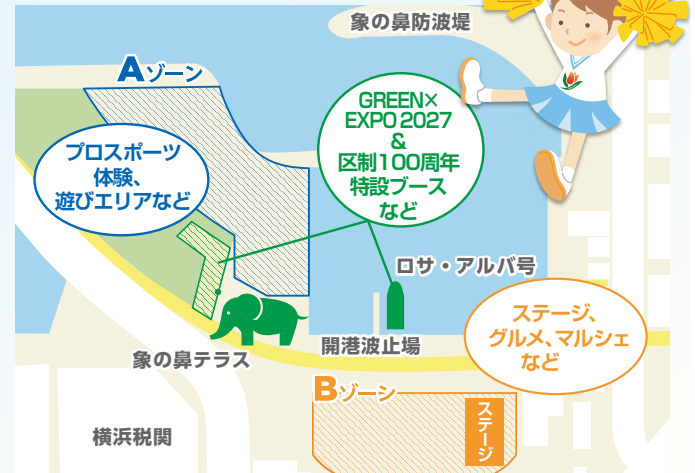 象の鼻防波堤
Aゾーン
GREEN×
EXPO 2027
&
区制100周年
特設ブース
など
プロスポーツ
体験、
遊びエリアなど
ロサ・アルバ号
ステージ、
グルメ、マルシェ
など
開港波止場
象の鼻テラス
Bゾーン
ステージ
横浜税関